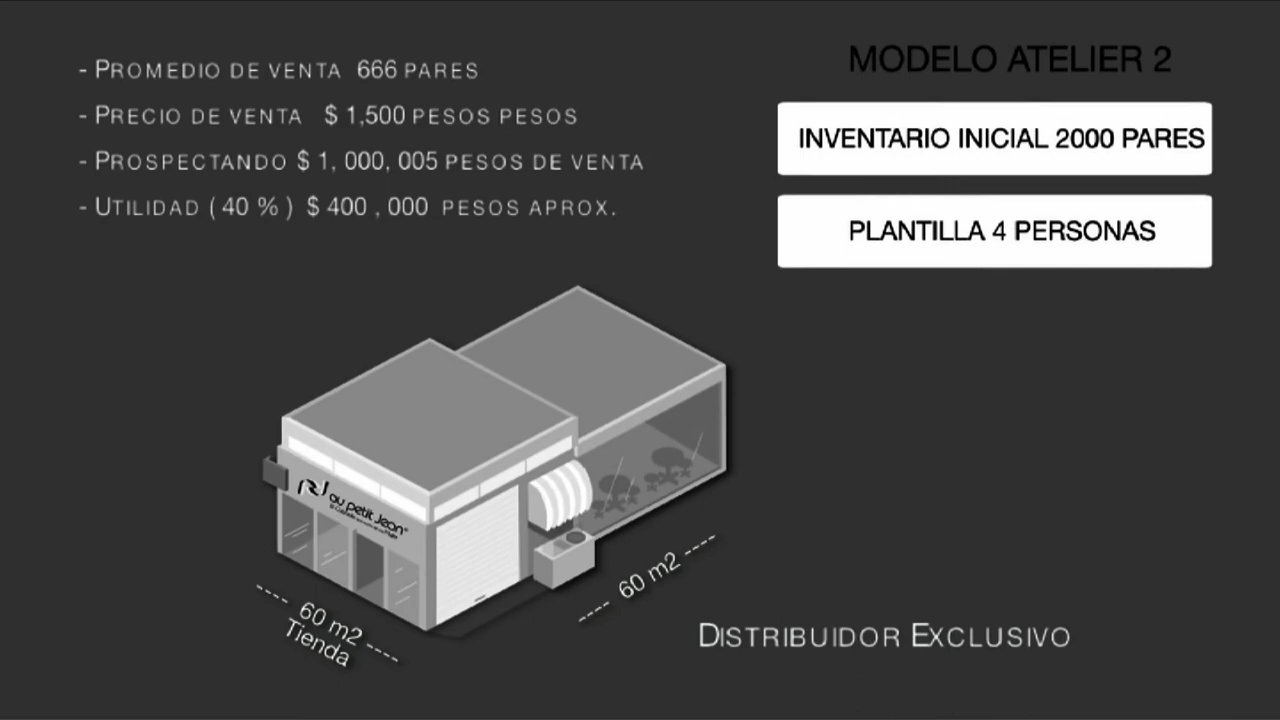 - PROMEDIO DE VENTA 666 PARES
- PRECIO DE VENTA $ 1,500 PESOS PESOS
- PROSPECTANDO $ 1, 000, 005 PESOS DE VENTA
- UTILIDAD ( 40 % ) $ 400 , 000 PESOS APROX.
MODELO ATELIER 2
INVENTARIO INICIAL 2000 PARES
PLANTILLA 4 PERSONAS
au petit Jean®
---- 60 m2 ----
Tienda
---- 60 m2 ----
DISTRIBUIDOR EXCLUSIVO